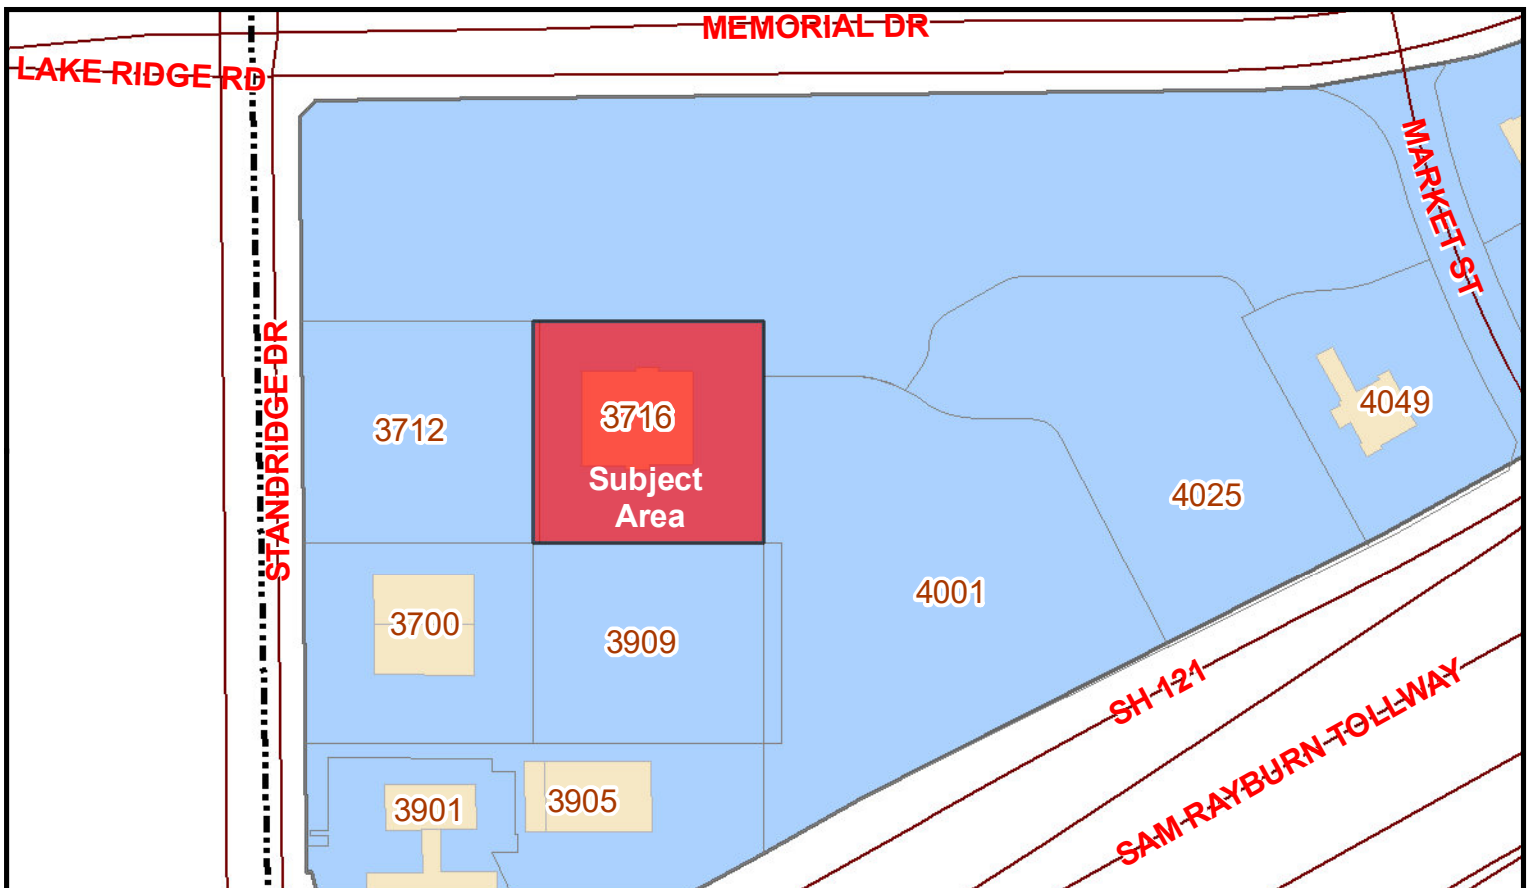 MEMORIAL DR
LAKE RIDGE RD
MARKET ST
STANDRIDGE DR
3712
3716
Subject
Area
4049
4025
4001
3700
3909
SH 121
SAM RAYBURN TOLLWAY
3901
3905